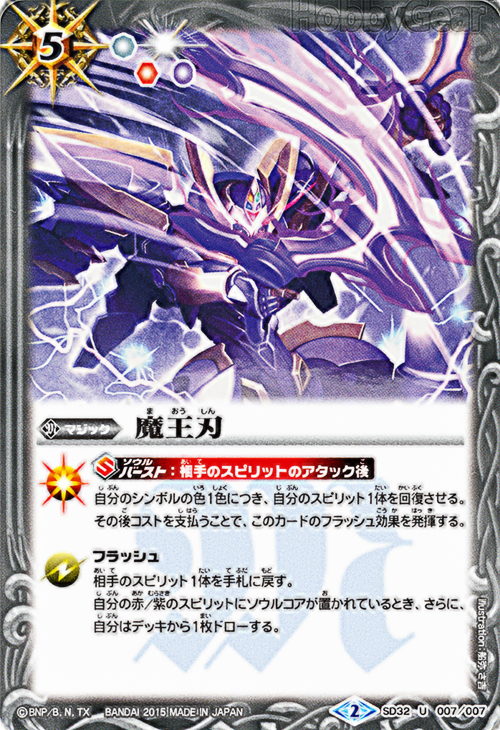 HobbyGear
5
マジック
魔王刃
まおうしん
ソウル
バースト：相手のスピリットのアタック後
自分のシンボルの色1色につき、自分のスピリット1体を回復させる。
その後コストを支払うことで、このカードのフラッシュ効果を発揮する。
フラッシュ
相手のスピリット1体を手札に戻す。
自分の赤/紫のスピリットにソウルコアが置かれているとき、さらに、
自分はデッキから1枚ドローする。
©BNP/B, N, TX BANDAI 2015 MADE IN JAPAN
2
SD32 U 007/007